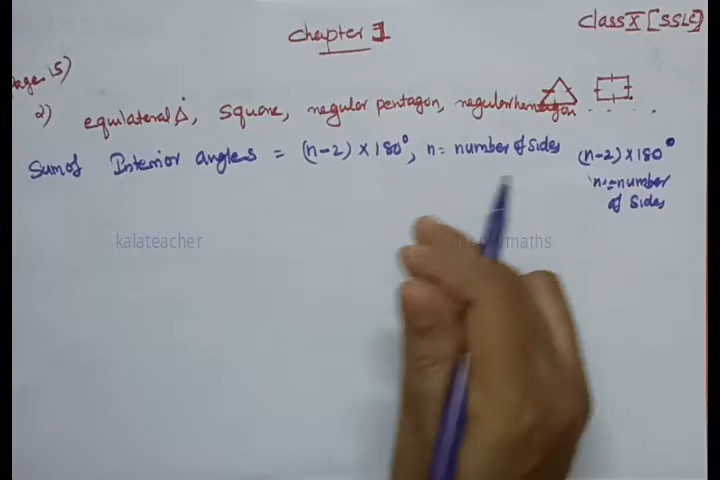 Chapter 1
Class X [SSLC]
Page 15)
2) equilateral Δ, square, regular pentagon, regular hexagon . . . .
Sum of Interior angles = (n-2) × 180°, n = number of sides
(n-2) × 180°
n = number
of sides
kalateacher
maths